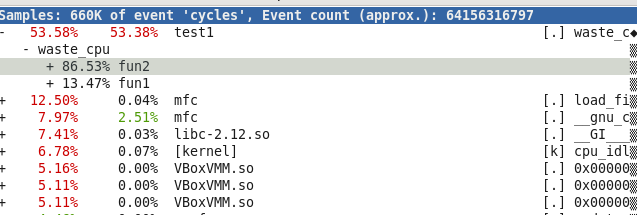 Samples: 660K of event 'cycles', Event count (approx.): 64156316797
- 53.58% 53.38% test1 [.] waste_c
- waste_cpu
+ 86.53% fun2
+ 13.47% fun1
+ 12.50% 0.04% mfc [.] load_fi
+ 7.97% 2.51% mfc [.] __gnu_c
+ 7.41% 0.03% libc-2.12.so [.] __GI___
+ 6.78% 0.07% [kernel] [k] cpu_idl
+ 5.16% 0.00% VBoxVMM.so [.] 0x00000
+ 5.11% 0.00% VBoxVMM.so [.] 0x00000
+ 5.11% 0.00% VBoxVMM.so [.] 0x00000